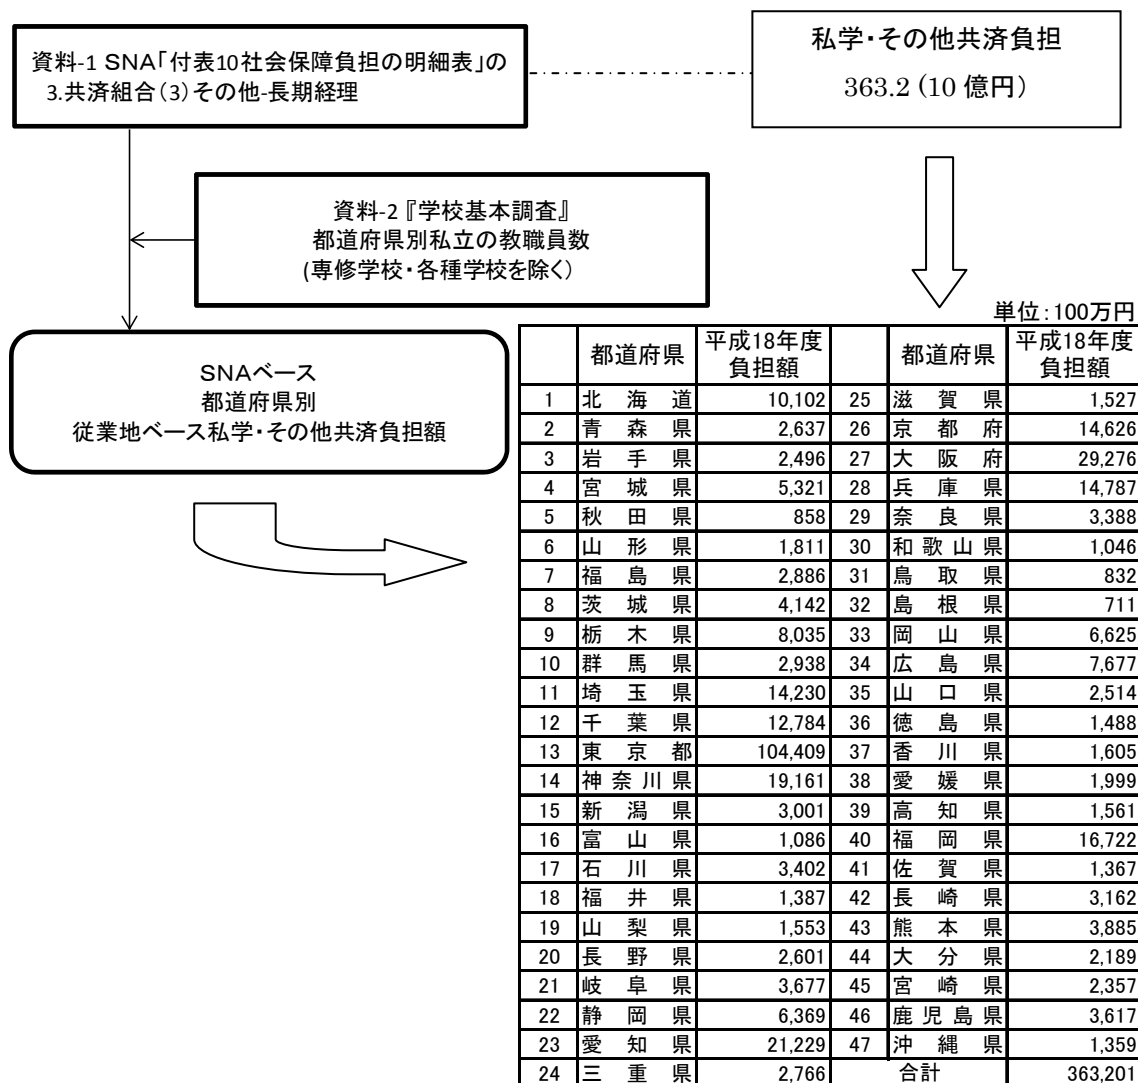 資料-1 SNA「付表10社会保障負担の明細表」の
3.共済組合(3)その他-長期経理
私学・その他共済負担
363.2 (10 億円)
資料-2『学校基本調査』
都道府県別私立の教職員数
(専修学校・各種学校を除く)
SNAベース
都道府県別
従業地ベース私学・その他共済負担額
単位:100万円
都道府県 平成18年度負担額 都道府県 平成18年度負担額
1 北海道 10,102 25 滋賀県 1,527
2 青森県 2,637 26 京都府 14,626
3 岩手県 2,496 27 大阪府 29,276
4 宮城県 5,321 28 兵庫県 14,787
5 秋田県 858 29 奈良県 3,388
6 山形県 1,811 30 和歌山県 1,046
7 福島県 2,886 31 鳥取県 832
8 茨城県 4,142 32 島根県 711
9 栃木県 8,035 33 岡山県 6,625
10 群馬県 2,938 34 広島県 7,677
11 埼玉県 14,230 35 山口県 2,514
12 千葉県 12,784 36 徳島県 1,488
13 東京都 104,409 37 香川県 1,605
14 神奈川県 19,161 38 愛媛県 1,999
15 新潟県 3,001 39 高知県 1,561
16 富山県 1,086 40 福岡県 16,722
17 石川県 3,402 41 佐賀県 1,367
18 福井県 1,387 42 長崎県 3,162
19 山梨県 1,553 43 熊本県 3,885
20 長野県 2,601 44 大分県 2,189
21 岐阜県 3,677 45 宮崎県 2,357
22 静岡県 6,369 46 鹿児島県 3,617
23 愛知県 21,229 47 沖縄県 1,359
24 三重県 2,766 合計 363,201